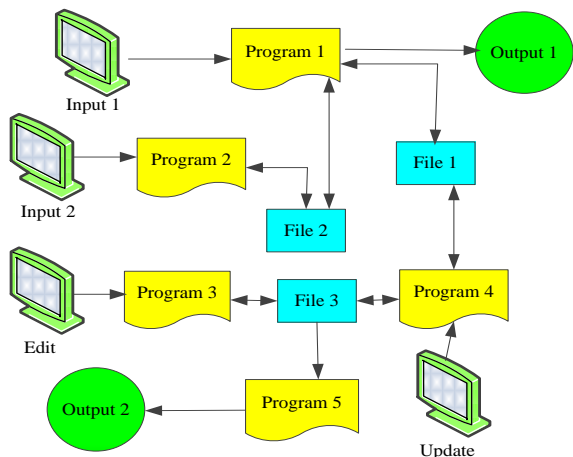 Program 1
Output 1
Input 1
Program 2
File 1
Input 2
File 2
Program 3
File 3
Program 4
Edit
Output 2
Program 5
Update